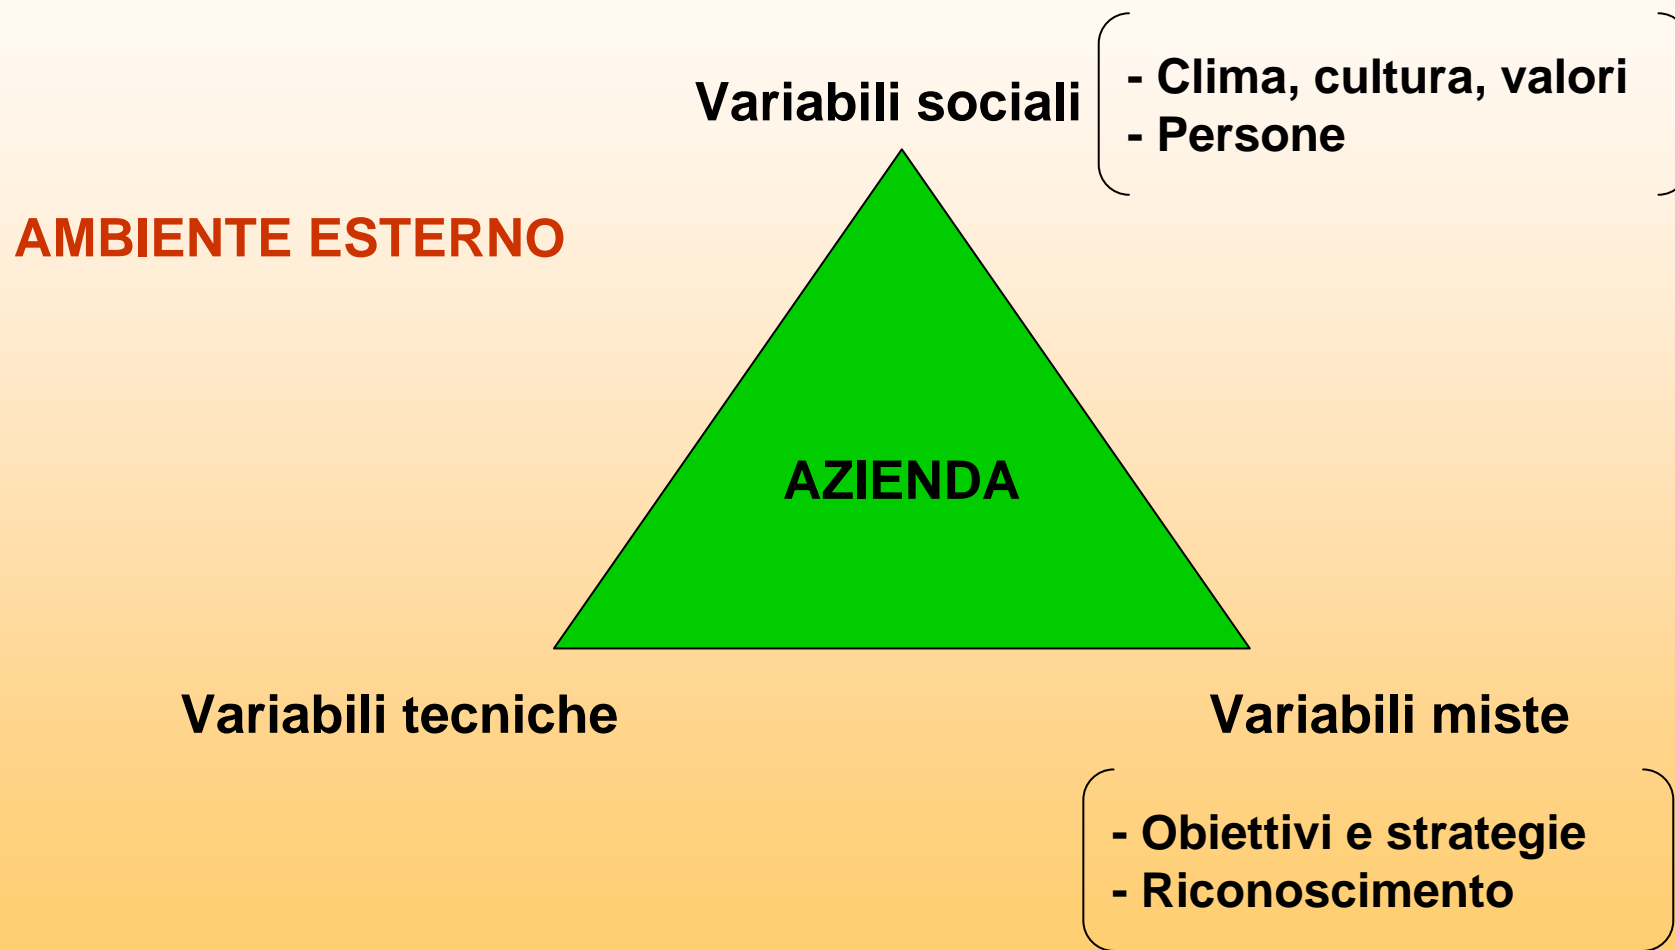 Variabili sociali
- Clima, cultura, valori
- Persone
AMBIENTE ESTERNO
AZIENDA
Variabili tecniche
Variabili miste
- Obiettivi e strategie
- Riconoscimento